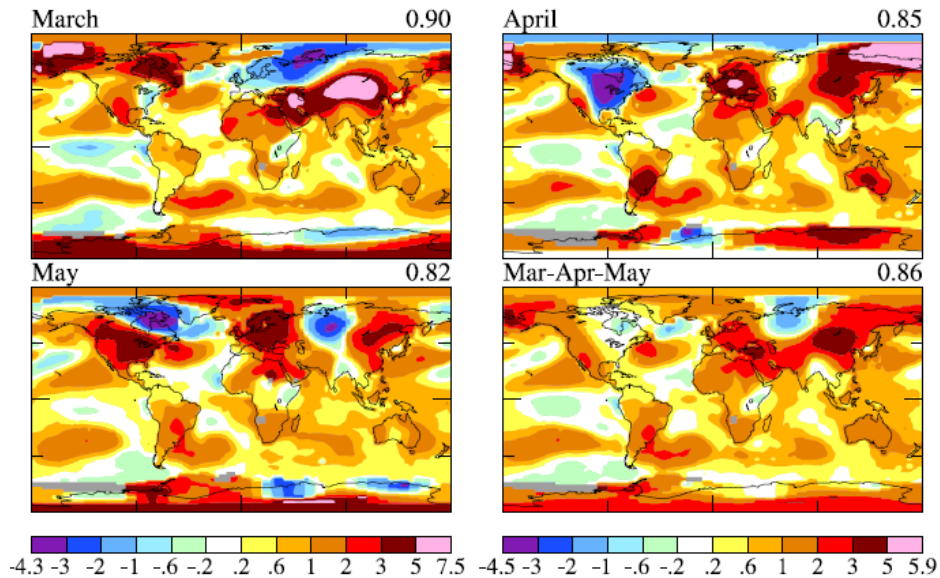 March 0.90
April 0.85
May 0.82
Mar-Apr-May 0.86
-4.3 -3 -2 -1 -.6 -.2 .2 .6 1 2 3 5 7.5
-4.5 -3 -2 -1 -.6 -.2 .2 .6 1 2 3 5 5.9